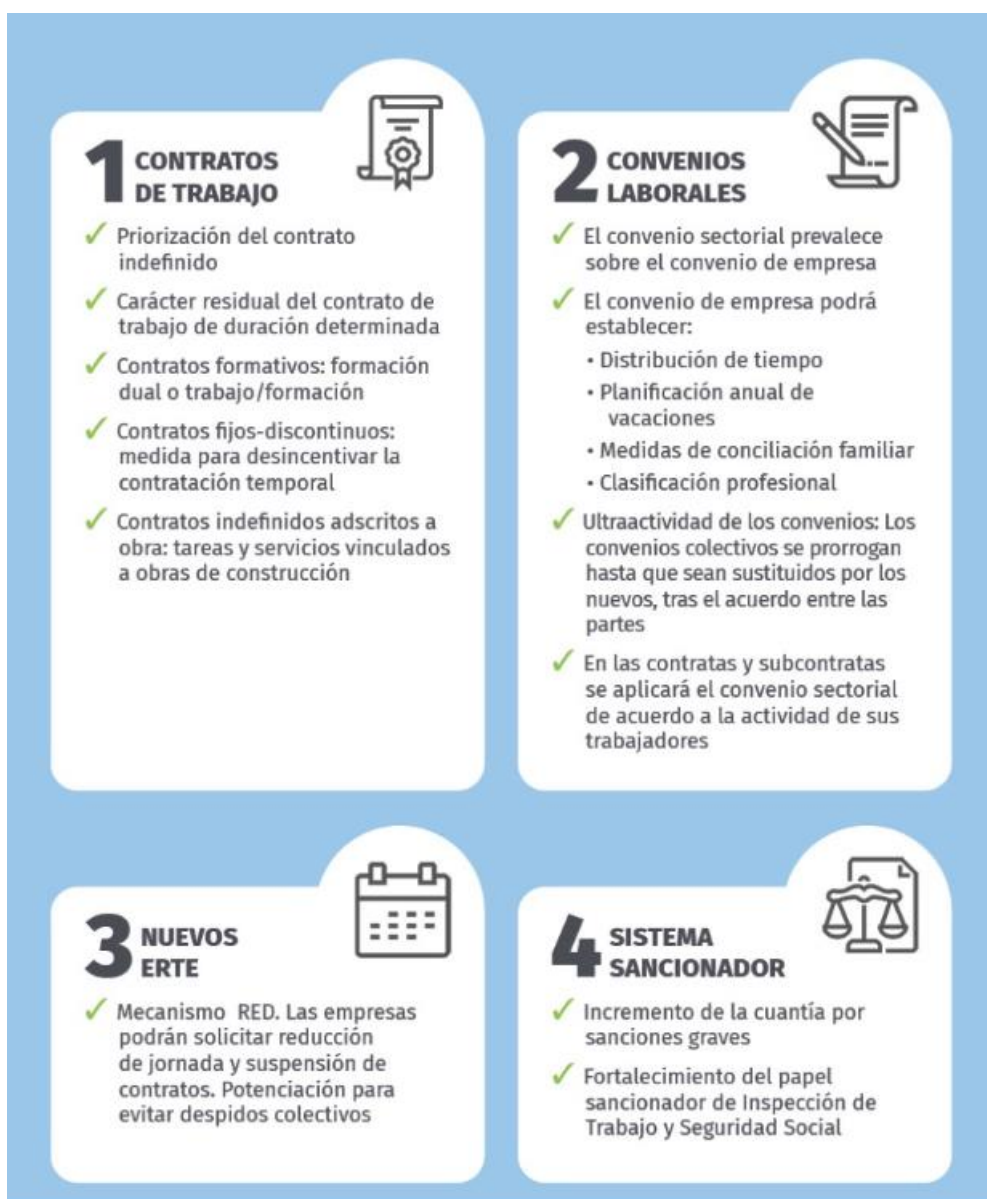 1 CONTRATOS
DE TRABAJO
✓ Priorización del contrato
indefinido
✓ Carácter residual del contrato de
trabajo de duración determinada
✓ Contratos formativos: formación
dual o trabajo/formación
✓ Contratos fijos-discontinuos:
medida para desincentivar la
contratación temporal
✓ Contratos indefinidos adscritos a
obra: tareas y servicios vinculados
a obras de construcción
2 CONVENIOS
LABORALES
✓ El convenio sectorial prevalece
sobre el convenio de empresa
✓ El convenio de empresa podrá
establecer:
• Distribución de tiempo
• Planificación anual de
vacaciones
• Medidas de conciliación familiar
• Clasificación profesional
✓ Ultraactividad de los convenios: Los
convenios colectivos se prorrogan
hasta que sean sustituidos por los
nuevos, tras el acuerdo entre las
partes
✓ En las contratas y subcontratas
se aplicará el convenio sectorial
de acuerdo a la actividad de sus
trabajadores
3 NUEVOS
ERTE
✓ Mecanismo RED. Las empresas
podrán solicitar reducción
de jornada y suspensión de
contratos. Potenciación para
evitar despidos colectivos
4 SISTEMA
SANCIONADOR
✓ Incremento de la cuantía por
sanciones graves
✓ Fortalecimiento del papel
sancionador de Inspección de
Trabajo y Seguridad Social